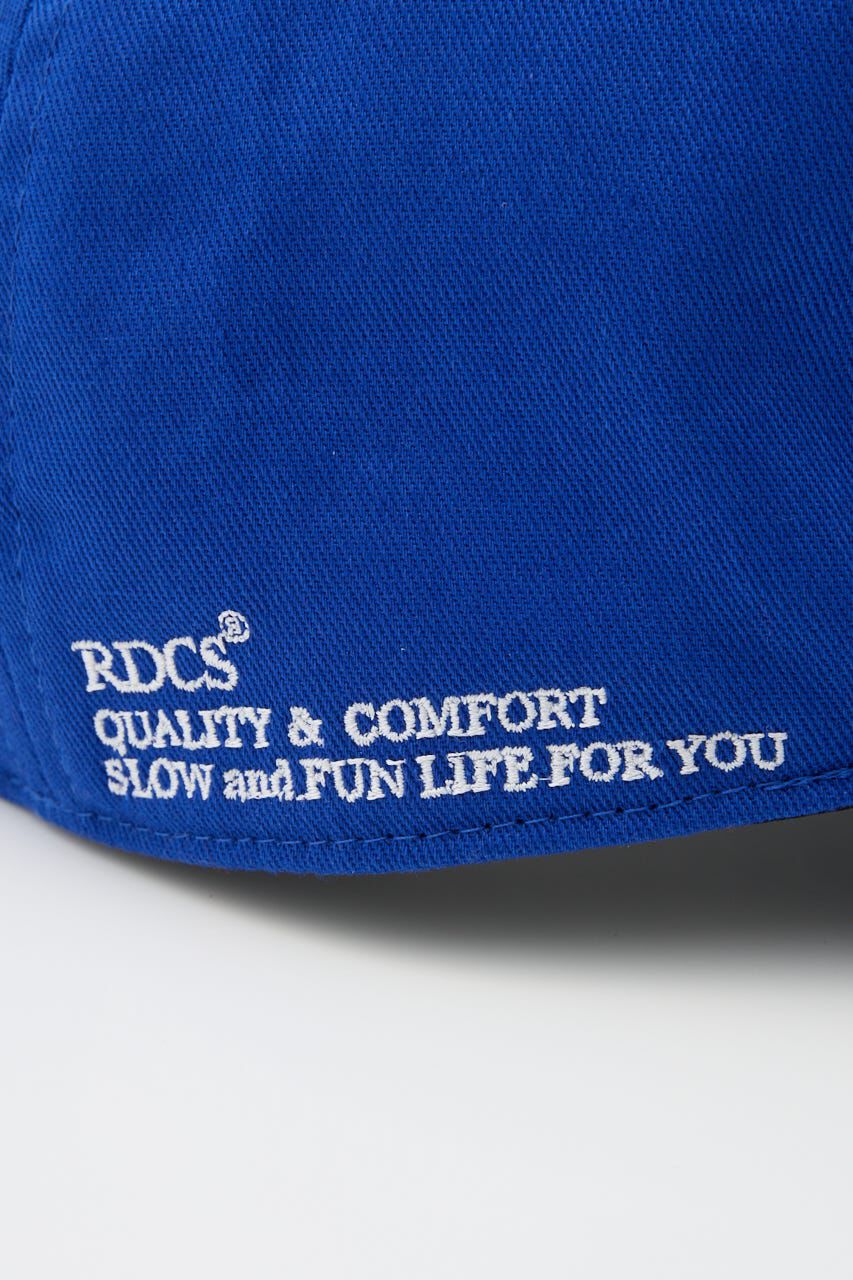 RDCS®
QUALITY & COMFORT
SLOW and FUN LIFE FOR YOU